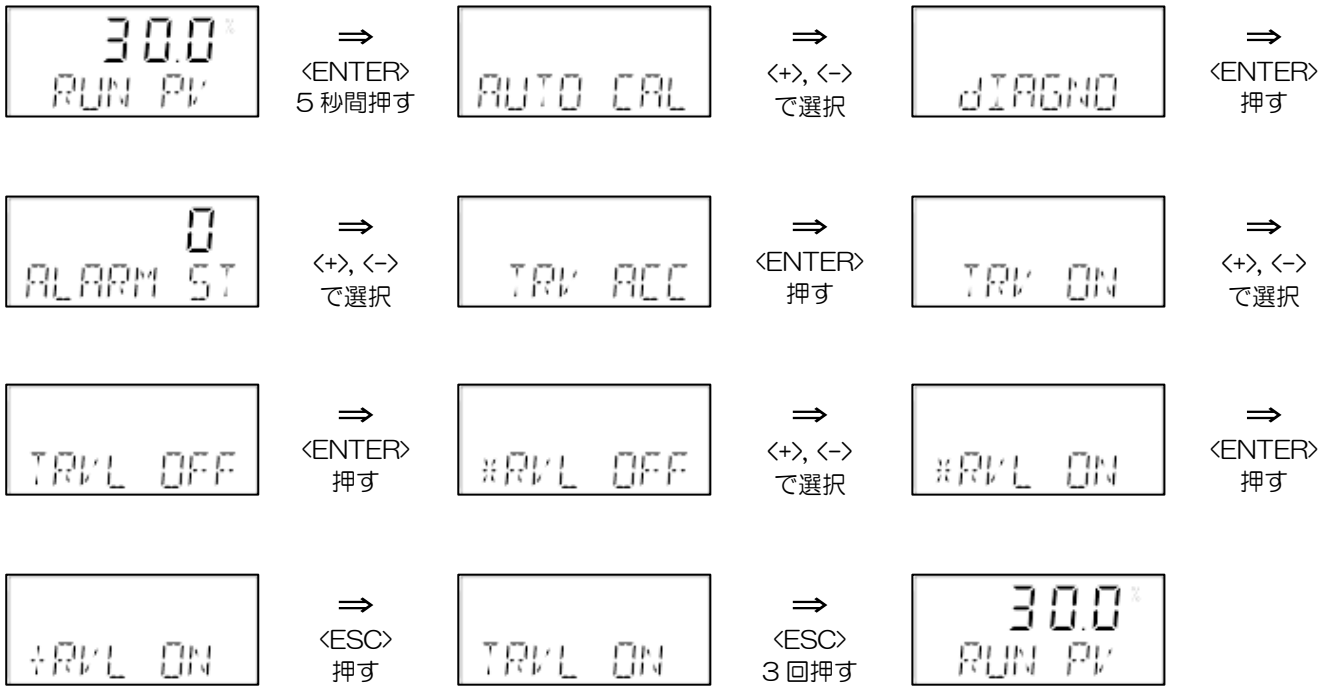 30.0 %
RUN PV
⇒
<ENTER>
5 秒間押す
AUTO CAL
⇒
<+>, <->
で選択
dIAGNO
⇒
<ENTER>
押す
0
ALARM ST
⇒
<+>, <->
で選択
TRV ACC
⇒
<ENTER>
押す
TRV ON
⇒
<+>, <->
で選択
TRVL OFF
⇒
<ENTER>
押す
*RVL OFF
⇒
<+>, <->
で選択
*RVL ON
⇒
<ENTER>
押す
+RVL ON
⇒
<ESC>
押す
TRVL ON
⇒
<ESC>
3 回押す
30.0 %
RUN PV